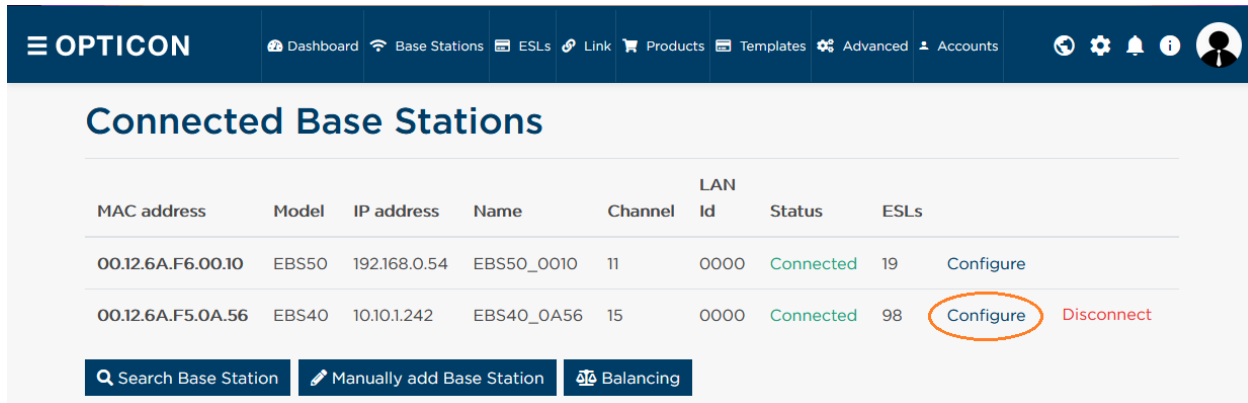 OPTICON Dashboard Base Stations ESLs Link Products Templates Advanced Accounts
Connected Base Stations
LAN
MAC address Model IP address Name Channel Id Status ESLs
00.12.6A.F6.00.10 EBS50 192.168.0.54 EBS50_0010 11 0000 Connected 19 Configure
00.12.6A.F5.0A.56 EBS40 10.10.1.242 EBS40_0A56 15 0000 Connected 98 Configure Disconnect
Search Base Station Manually add Base Station Balancing